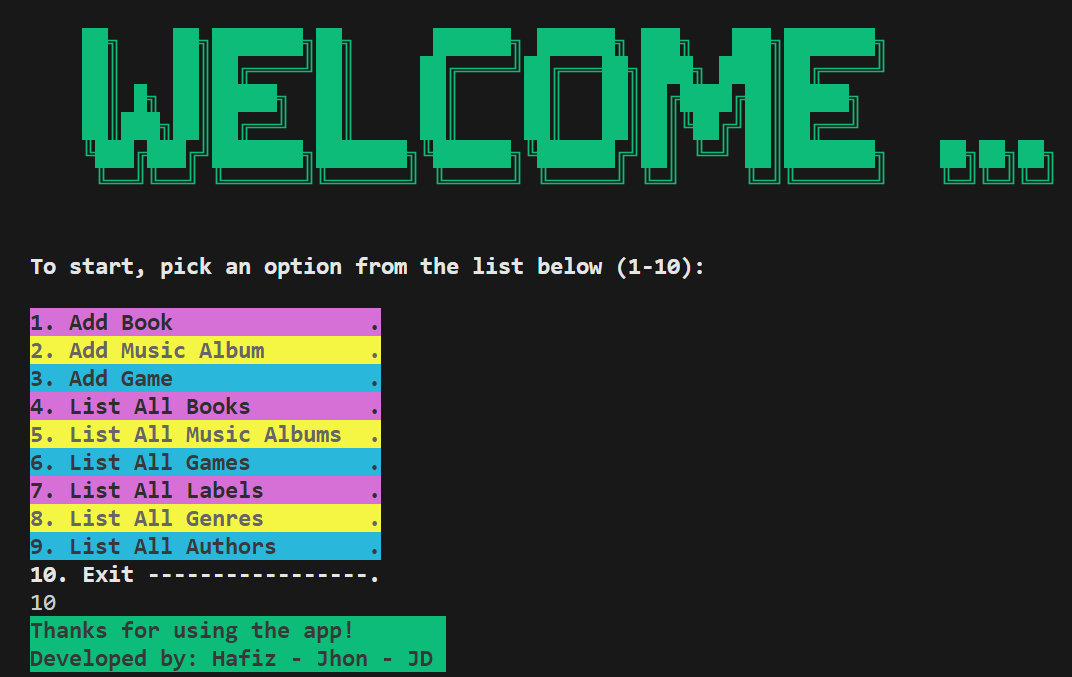 WELCOME ...
To start, pick an option from the list below (1-10):
1. Add Book .
2. Add Music Album .
3. Add Game .
4. List All Books .
5. List All Music Albums .
6. List All Games .
7. List All Labels .
8. List All Genres .
9. List All Authors .
10. Exit -----------------.
10
Thanks for using the app!
Developed by: Hafiz - Jhon - JD